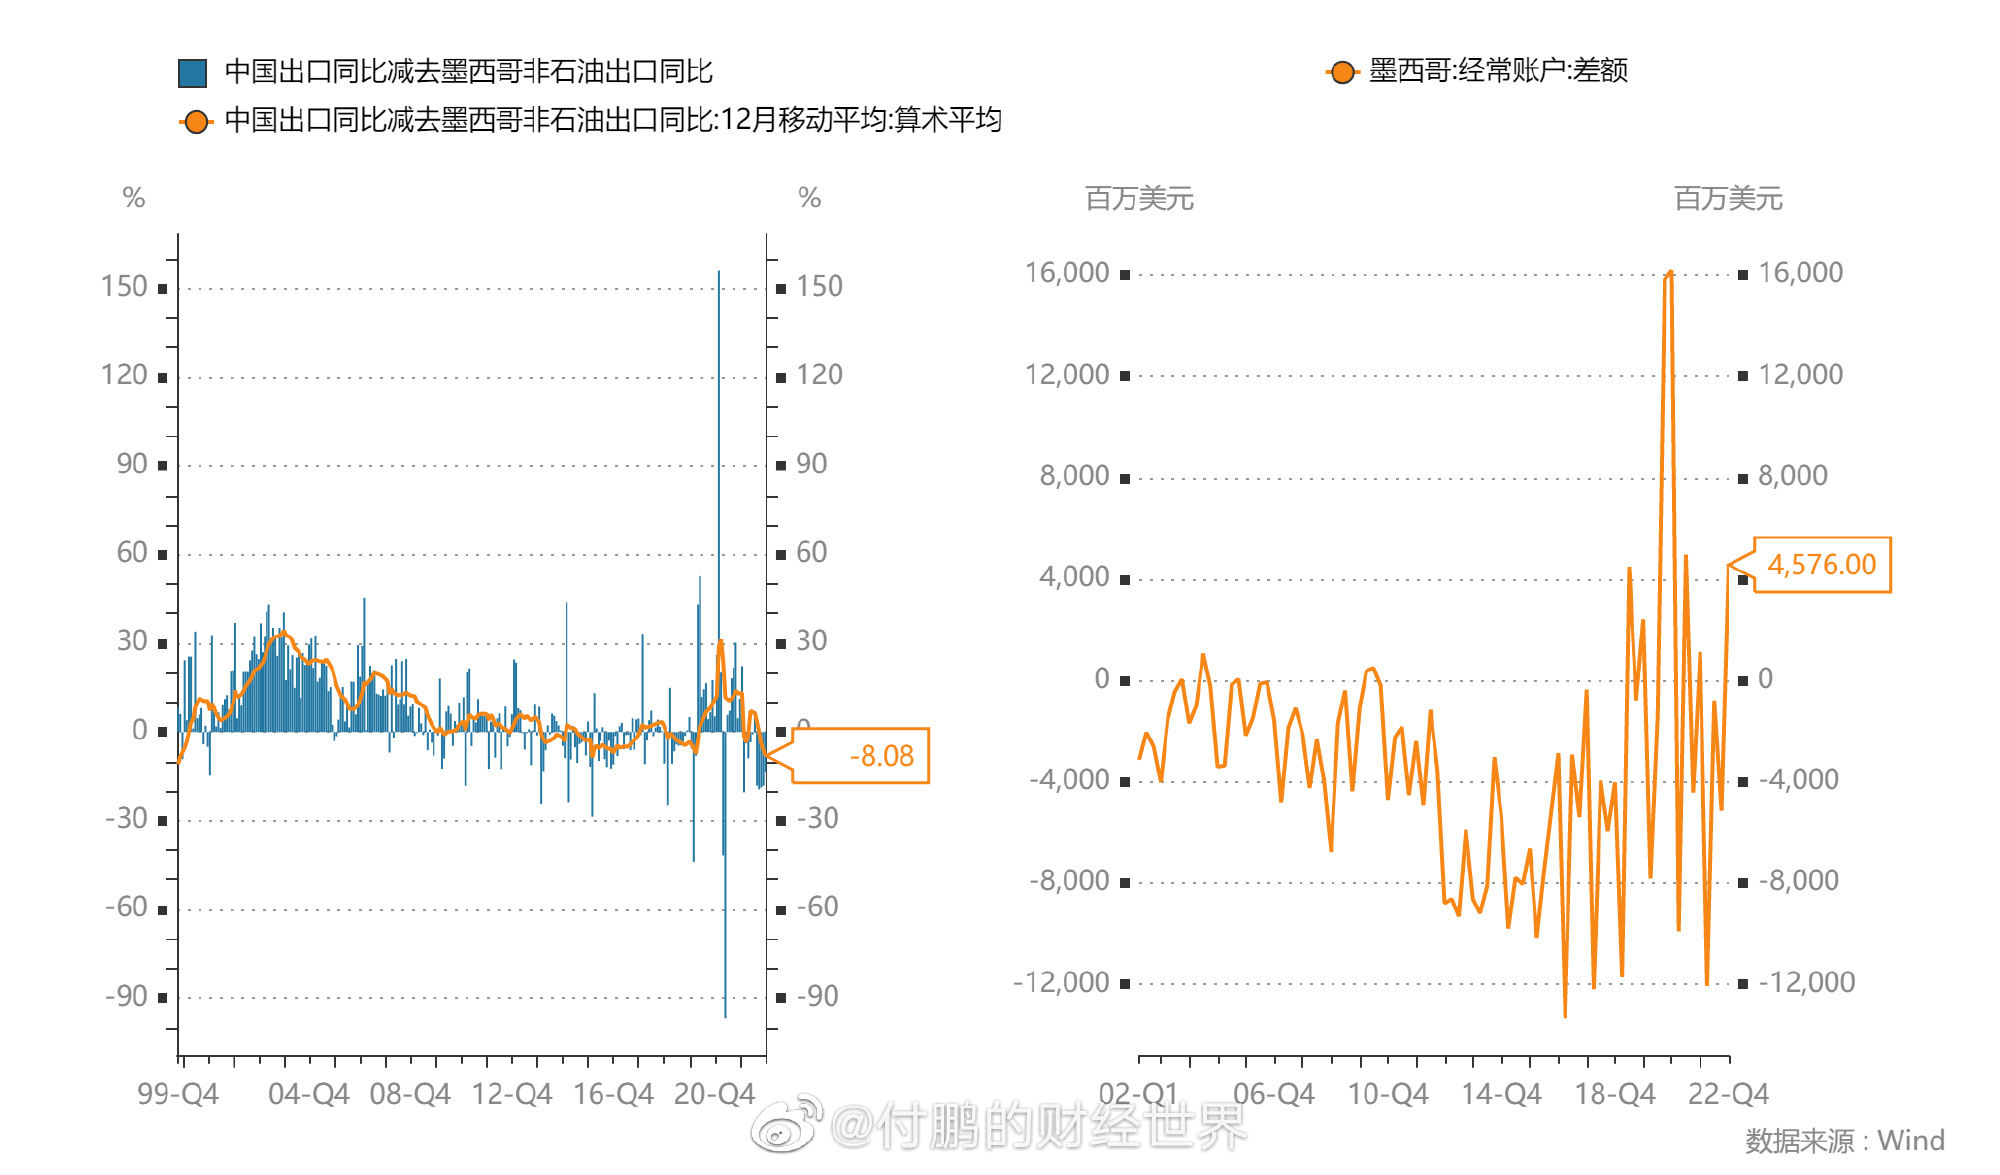 中国出口同比减去墨西哥非石油出口同比
中国出口同比减去墨西哥非石油出口同比:12月移动平均:算术平均
% %
150 150
120 120
90 90
60 60
30 30
0 0
-8.08
-30 -30
-60 -60
-90 -90
99-Q4 04-Q4 08-Q4 12-Q4 16-Q4 20-Q4
墨西哥:经常账户:差额
百万美元 百万美元
16,000 16,000
12,000 12,000
8,000 8,000
4,576.00
4,000
0 0
-4,000 -4,000
-8,000 -8,000
-12,000 -12,000
02-Q1 06-Q4 10-Q4 14-Q4 18-Q4 22-Q4
@付鹏的财经世界
数据来源 : Wind